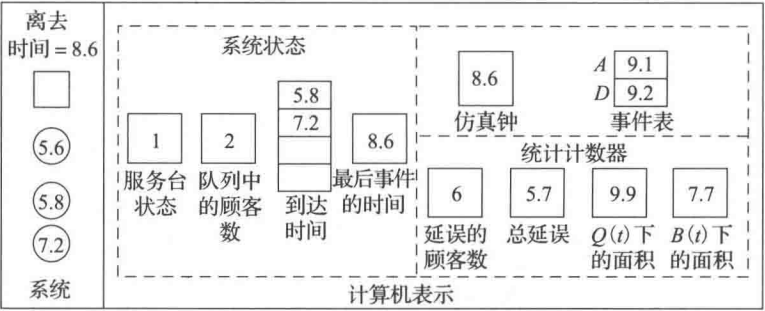 离去
时间＝8.6
5.6
5.8
7.2
系统
系统状态
1
服务台
状态
2
队列中
的顾客
数
5.8
7.2
到达
时间
8.6
最后事件
的时间
8.6
仿真钟
A 9.1
D 9.2
事件表
统计计数器
6
延误的
顾客数
5.7
总延误
9.9
Q(t)下
的面积
7.7
B(t)下
的面积
计算机表示